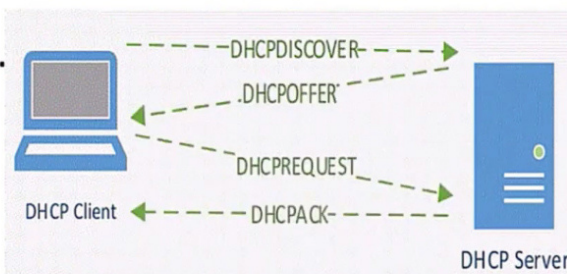 DHCPDISCOVER
.DHCPOFFER
DHCPREQUEST
DHCPACK
DHCP Client
DHCP Server